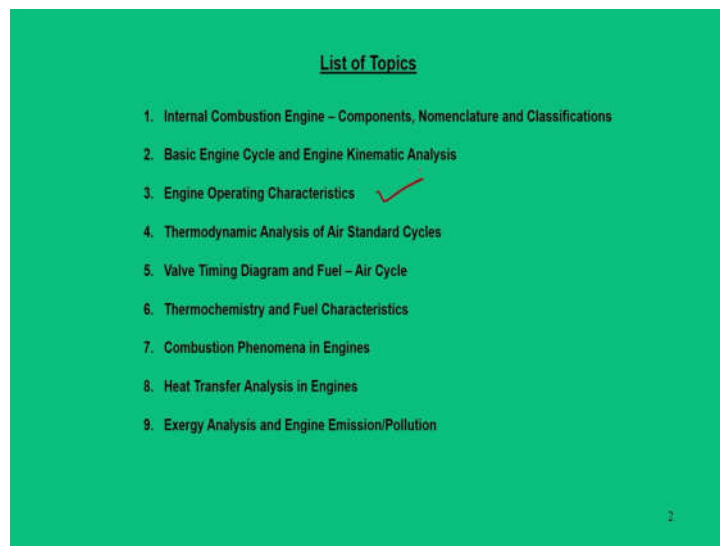 List of Topics
1. Internal Combustion Engine – Components, Nomenclature and Classifications
2. Basic Engine Cycle and Engine Kinematic Analysis
3. Engine Operating Characteristics
4. Thermodynamic Analysis of Air Standard Cycles
5. Valve Timing Diagram and Fuel – Air Cycle
6. Thermochemistry and Fuel Characteristics
7. Combustion Phenomena in Engines
8. Heat Transfer Analysis in Engines
9. Exergy Analysis and Engine Emission/Pollution
2